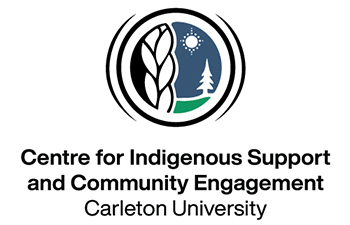 Centre for Indigenous Support
and Community Engagement
Carleton University